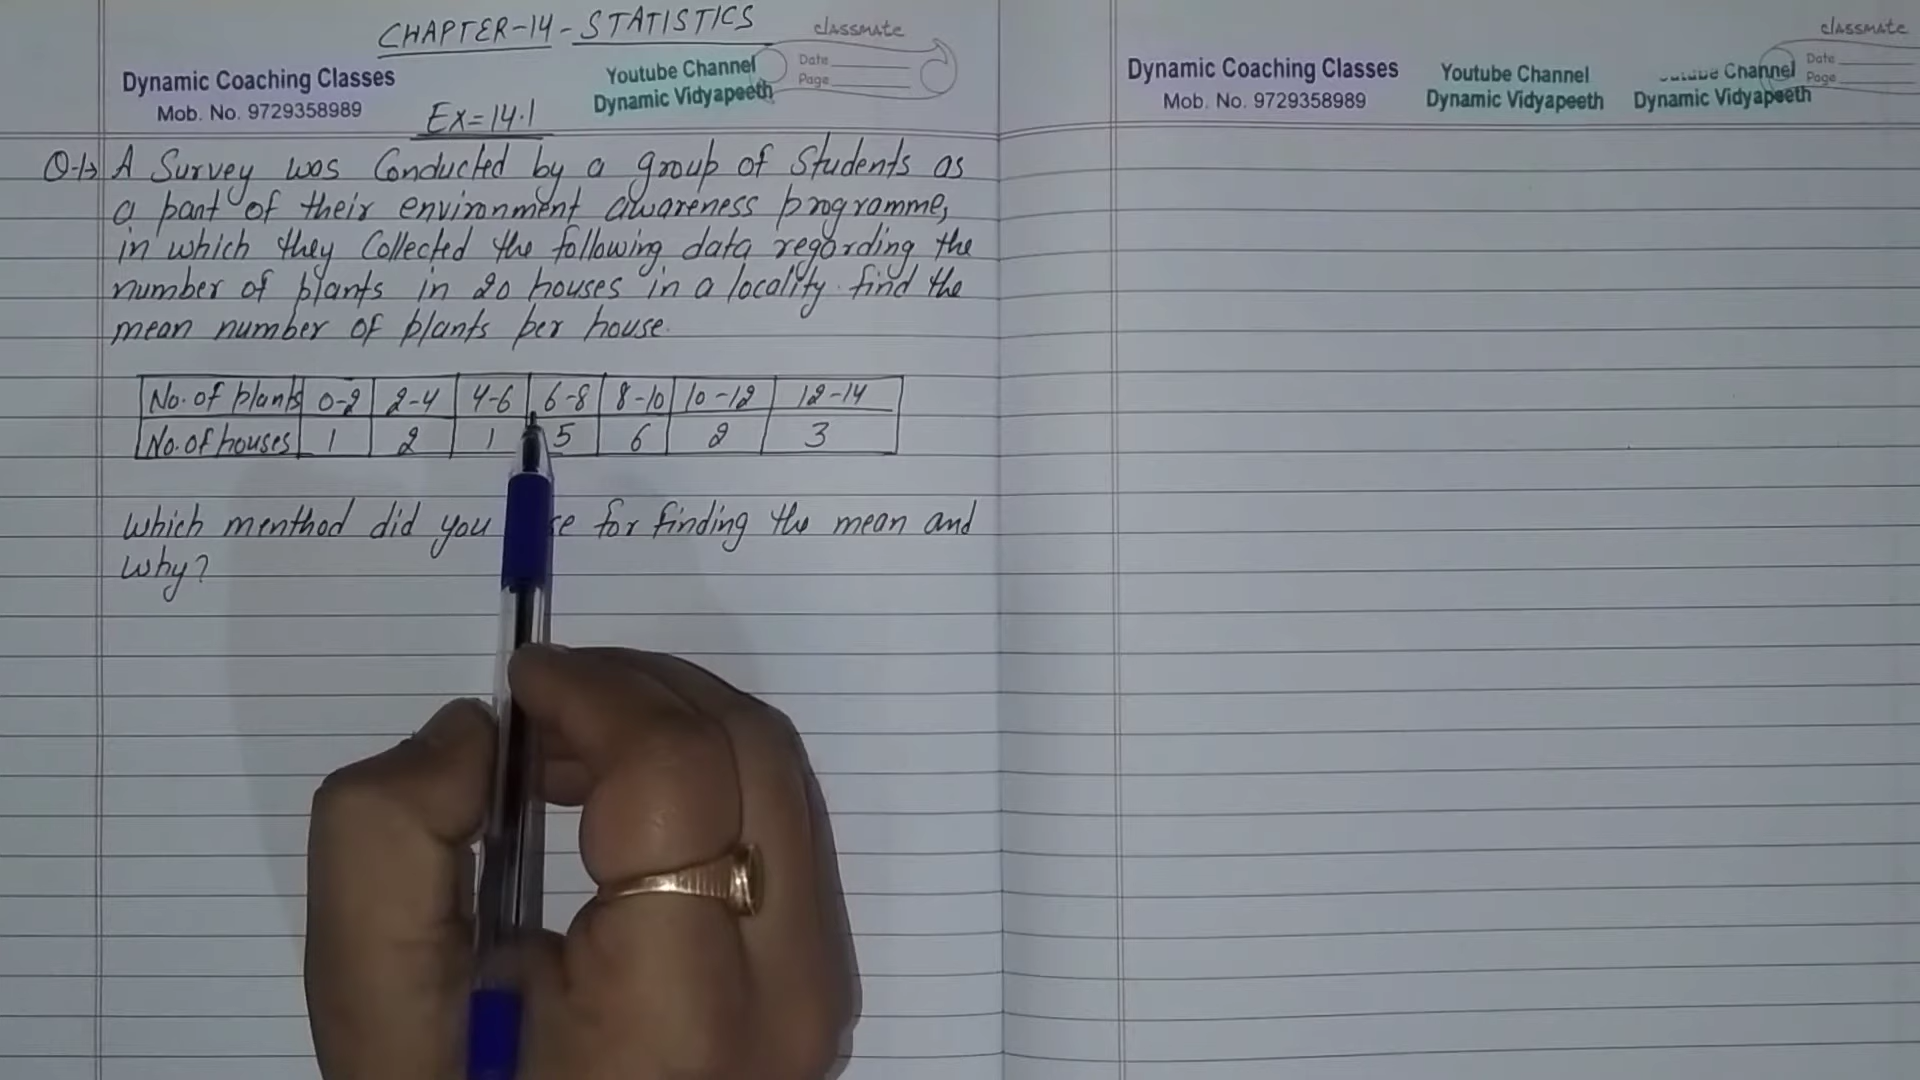 CHAPTER-14-STATISTICS
classmate
Date
Page
Dynamic Coaching Classes
Mob. No. 9729358989
Youtube Channel
Dynamic Vidyapeeth
Ex=14.1
Q-1) A Survey was Conducted by a group of Students as
a part of their environment awareness programme,
in which they Collected the following data regarding the
number of plants in 20 houses in a locality. find the
mean number of plants per house.
No. of plants 0-2 2-4 4-6 6-8 8-10 10-12 12-14
No. of houses 1 2 1 5 6 2 3
Which menthod did you for finding the mean and
Why?
classmate
Date
Page
Dynamic Coaching Classes
Mob. No. 9729358989
Youtube Channel
Dynamic Vidyapeeth
Channel
Dynamic Vidyapeeth